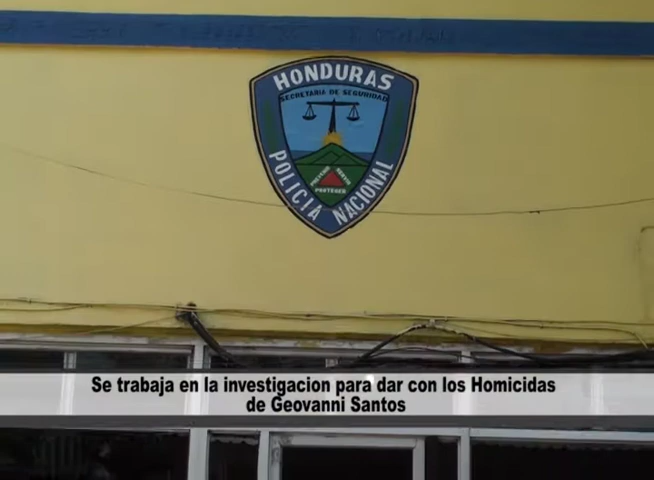 HONDURAS
SECRETARIA DE SEGURIDAD
POLICIA NACIONAL
PROTEGER
Se trabaja en la investigacion para dar con los Homicidas
de Geovanni Santos